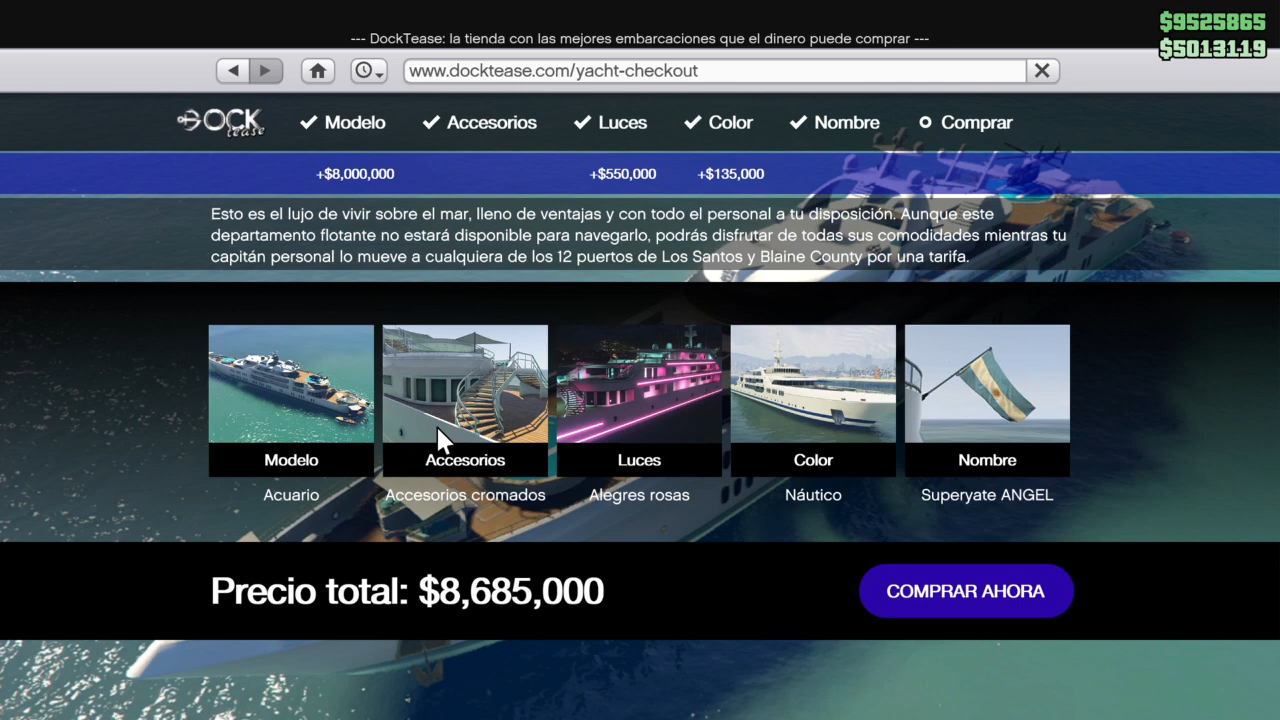 $9525865
--- DockTease: la tienda con las mejores embarcaciones que el dinero puede comprar ---
$5013119
www.docktease.com/yacht-checkout
DOCK tease
Modelo
Accesorios
Luces
Color
Nombre
Comprar
+$8,000,000
+$550,000
+$135,000
Esto es el lujo de vivir sobre el mar, lleno de ventajas y con todo el personal a tu disposición. Aunque este
departamento flotante no estará disponible para navegarlo, podrás disfrutar de todas sus comodidades mientras tu
capitán personal lo mueve a cualquiera de los 12 puertos de Los Santos y Blaine County por una tarifa.
Modelo
Accesorios
Luces
Color
Nombre
Acuario
Accesorios cromados
Alegres rosas
Náutico
Superyate ANGEL
Precio total: $8,685,000
COMPRAR AHORA